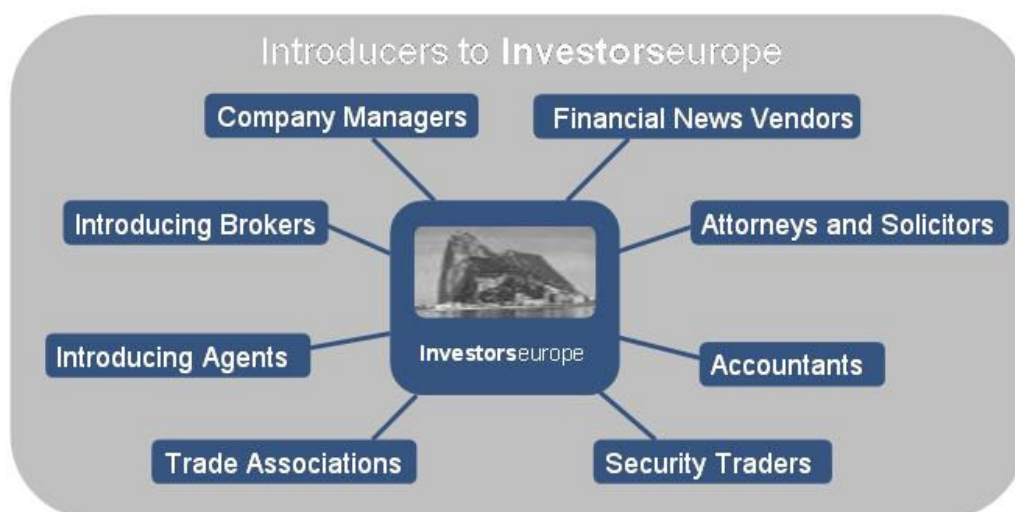 Introducers to Investorseurope
Company Managers
Financial News Vendors
Introducing Brokers
Attorneys and Solicitors
Investorseurope
Introducing Agents
Accountants
Trade Associations
Security Traders